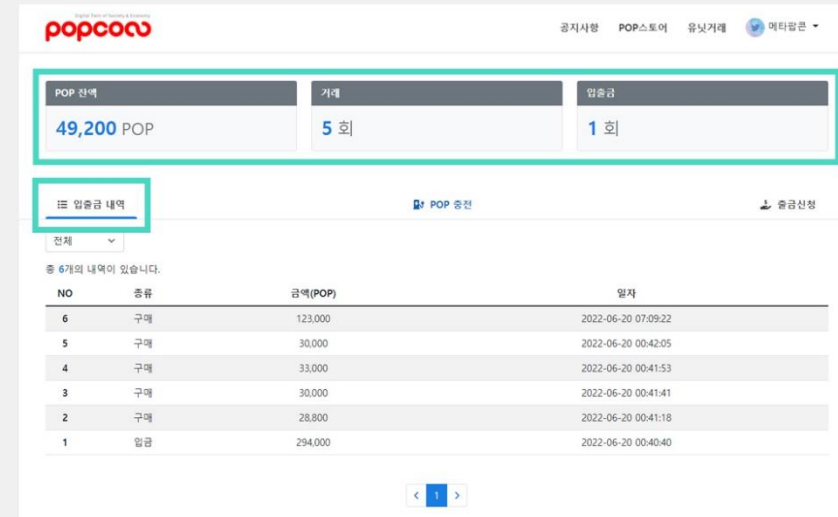 popcoco
공지사항 POP스토어 유닛거래 메타팝콘
POP 잔액 거래 입출금
49,200 POP 5 회 1 회
입출금 내역 POP 충전 출금신청
전체
총 6개의 내역이 있습니다.
NO 종류 금액(POP) 일자
6 구매 123,000 2022-06-20 07:09:22
5 구매 30,000 2022-06-20 00:42:05
4 구매 33,000 2022-06-20 00:41:53
3 구매 30,000 2022-06-20 00:41:41
2 구매 28,800 2022-06-20 00:41:18
1 입금 294,000 2022-06-20 00:40:40
1